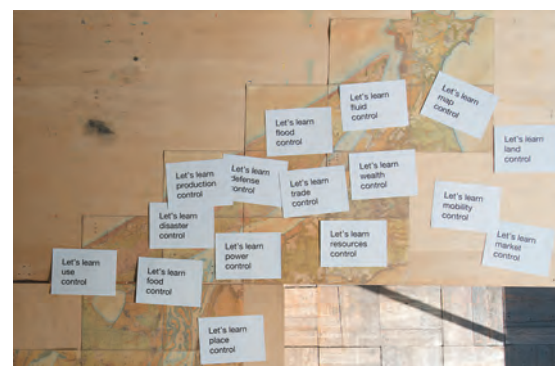 Let's learn
fluid
control
Let's learn
map
control
Let's learn
flood
control
Let's learn
land
control
Let's learn
production
control
Let's learn
defense
control
Let's learn
trade
control
Let's learn
wealth
control
Let's learn
mobility
control
Let's learn
disaster
control
Let's learn
power
control
Let's learn
resources
control
Let's learn
market
control
Let's learn
use
control
Let's learn
food
control
Let's learn
place
control